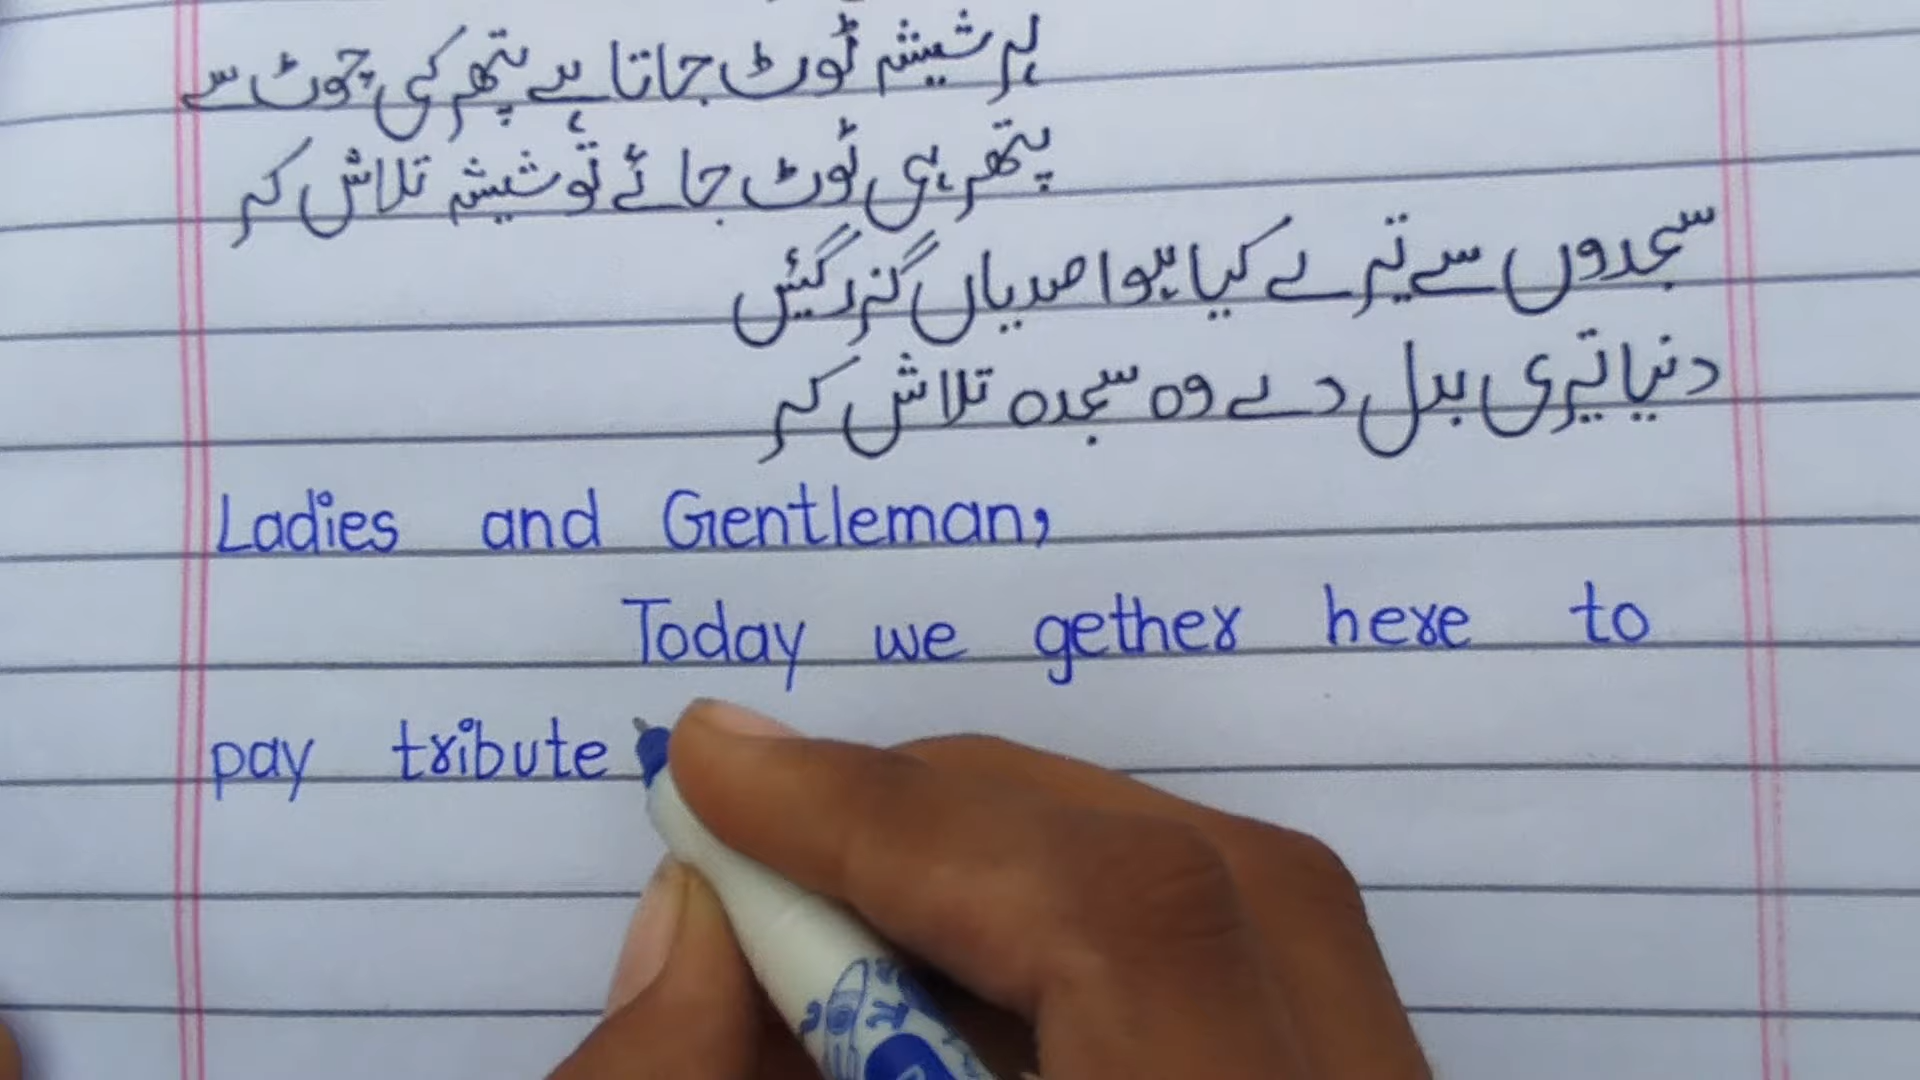 ہر شیشہ ٹوٹ جاتا ہے پتھر کی چوٹ سے
پتھر ہی ٹوٹ جائے تو شیشہ تلاش کر
سجدوں سے تیرے کیا ہوا صدیاں گزر گئیں
دنیا تیری بدل دے وہ سجدہ تلاش کر
Ladies and Gentleman,
Today we gether here to
pay tribute